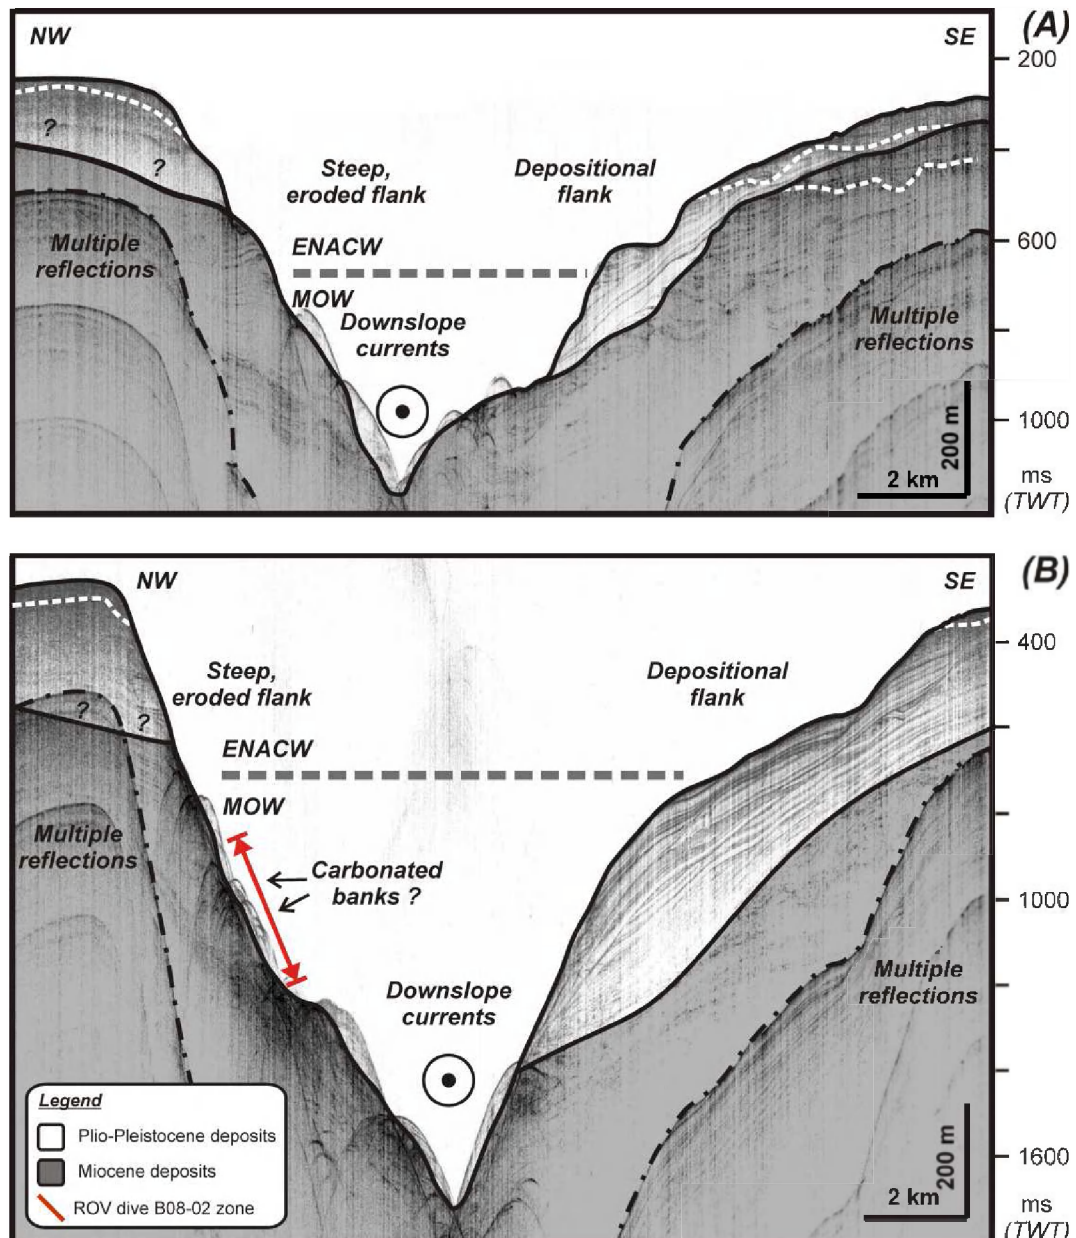 (A)
NW
SE
200
?
?
Steep,
eroded flank
Depositional
flank
ENACW
600
Multiple
reflections
MOW
Downslope
currents
Multiple
reflections
1000
200 m
2 km
ms
(TWT)
(B)
NW
SE
400
Steep,
eroded flank
Depositional
flank
?
?
ENACW
MOW
Multiple
reflections
Carbonated
banks ?
1000
Downslope
currents
Multiple
reflections
Legend
Plio-Pleistocene deposits
Miocene deposits
ROV dive B08-02 zone
200 m
1600
2 km
ms
(TWT)